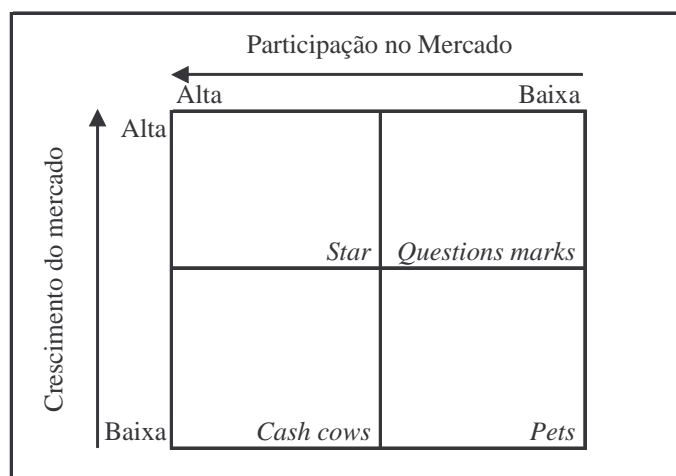 Participação no Mercado
Alta
Baixa
Alta
Crescimento do mercado
Star
Questions marks
Baixa
Cash cows
Pets